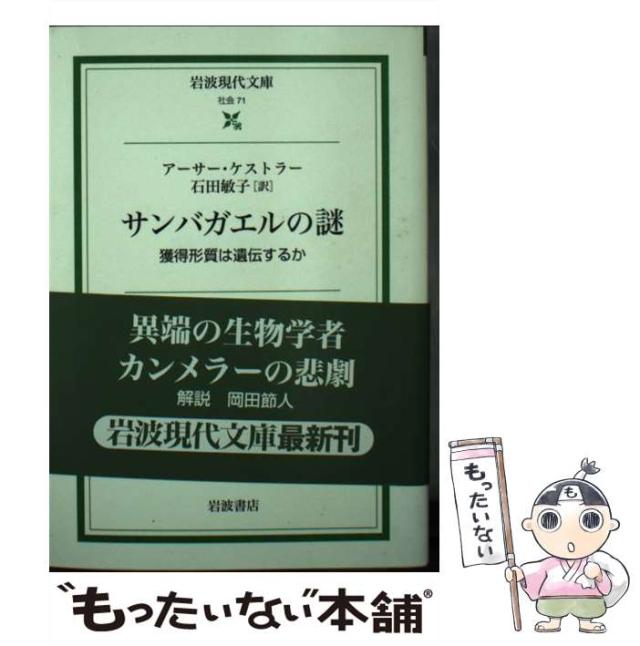 岩波現代文庫
社会 71
アーサー・ケストラー
石田敏子[訳]
サンバガエルの謎
獲得形質は遺伝するか
異端の生物学者
カンメラーの悲劇
解説 岡田節人
岩波現代文庫最新刊
岩波書店
もったいない
も
"もったいない"本舗®